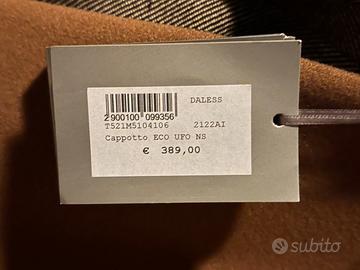 DALESS
2900100 099356
T521M5104106 2122AI
Cappotto ECO UFO NS
€ 389,00
subito